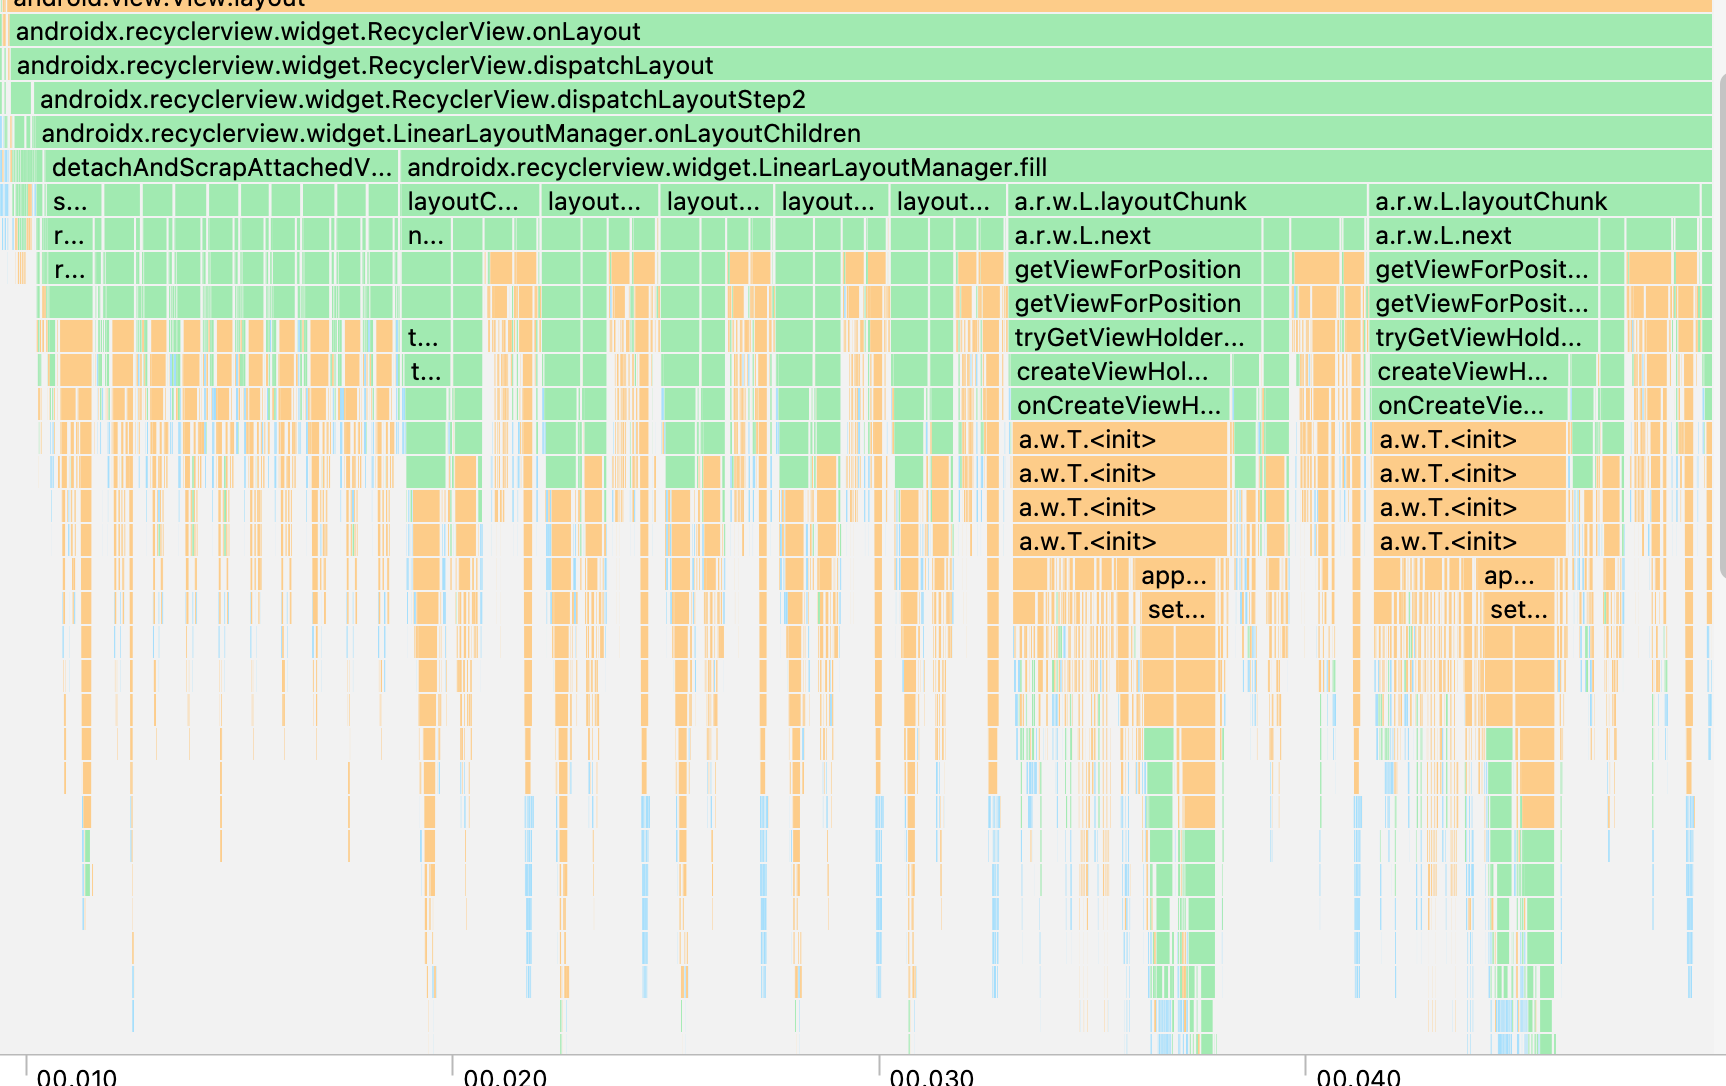 android.view.View.layout
androidx.recyclerview.widget.RecyclerView.onLayout
androidx.recyclerview.widget.RecyclerView.dispatchLayout
androidx.recyclerview.widget.RecyclerView.dispatchLayoutStep2
androidx.recyclerview.widget.LinearLayoutManager.onLayoutChildren
detachAndScrapAttachedV... androidx.recyclerview.widget.LinearLayoutManager.fill
s... layoutC... layout... layout... layout... layout... a.r.w.L.layoutChunk a.r.w.L.layoutChunk
r... n... a.r.w.L.next a.r.w.L.next
r... getViewForPosition getViewForPosit...
getViewForPosition getViewForPosit...
t... tryGetViewHolder... tryGetViewHold...
t... createViewHol... createViewH...
onCreateViewH... onCreateVie...
a.w.T.<init> a.w.T.<init>
a.w.T.<init> a.w.T.<init>
a.w.T.<init> a.w.T.<init>
a.w.T.<init> a.w.T.<init>
app... ap...
set... set...
00.010 00.020 00.030 00.040